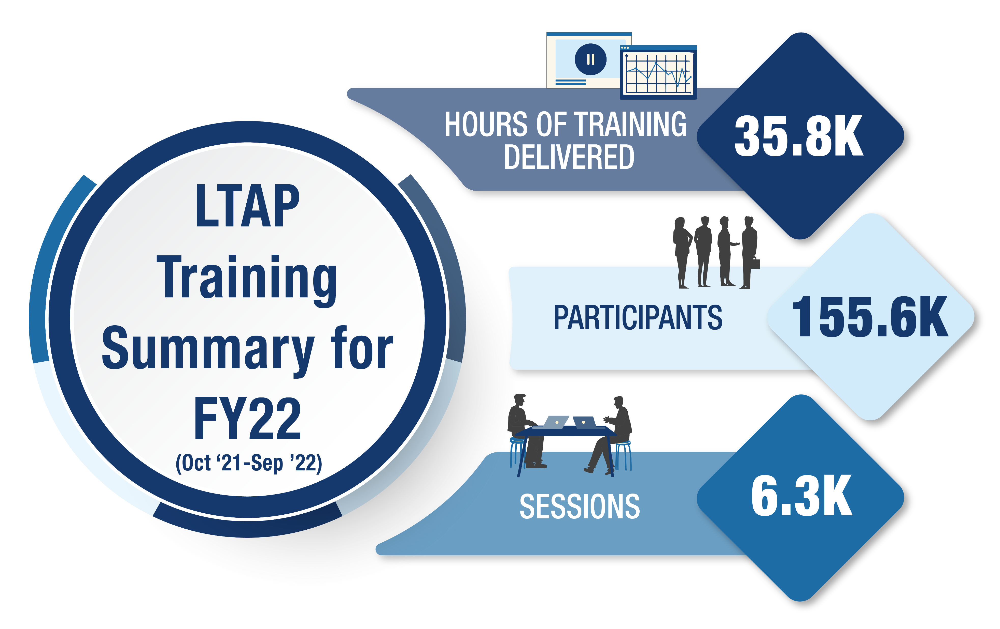 LTAP
Training
Summary for
FY22
(Oct ‘21-Sep ’22)
HOURS OF TRAINING
DELIVERED
35.8K
PARTICIPANTS
155.6K
SESSIONS
6.3K